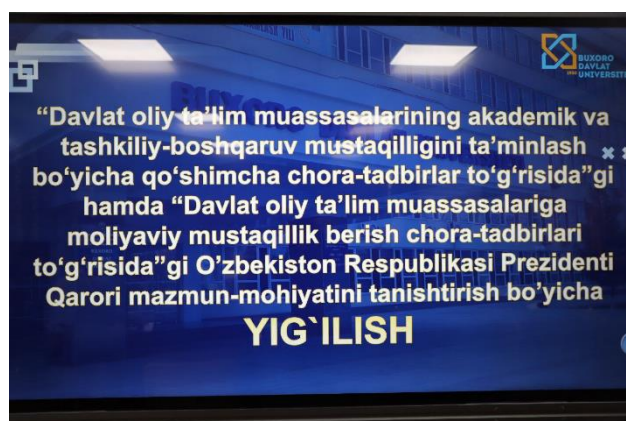 BUXORO
DAVLAT
UNIVERSITETI
“Davlat oliy ta’lim muassasalarining akademik va
tashkiliy-boshqaruv mustaqilligini ta’minlash
bo‘yicha qo‘shimcha chora-tadbirlar to‘g‘risida”gi
hamda “Davlat oliy ta’lim muassasalariga
moliyaviy mustaqillik berish chora-tadbirlari
to‘g‘risida”gi O’zbekiston Respublikasi Prezidenti
Qarori mazmun-mohiyatini tanishtirish bo’yicha
YIG`ILISH